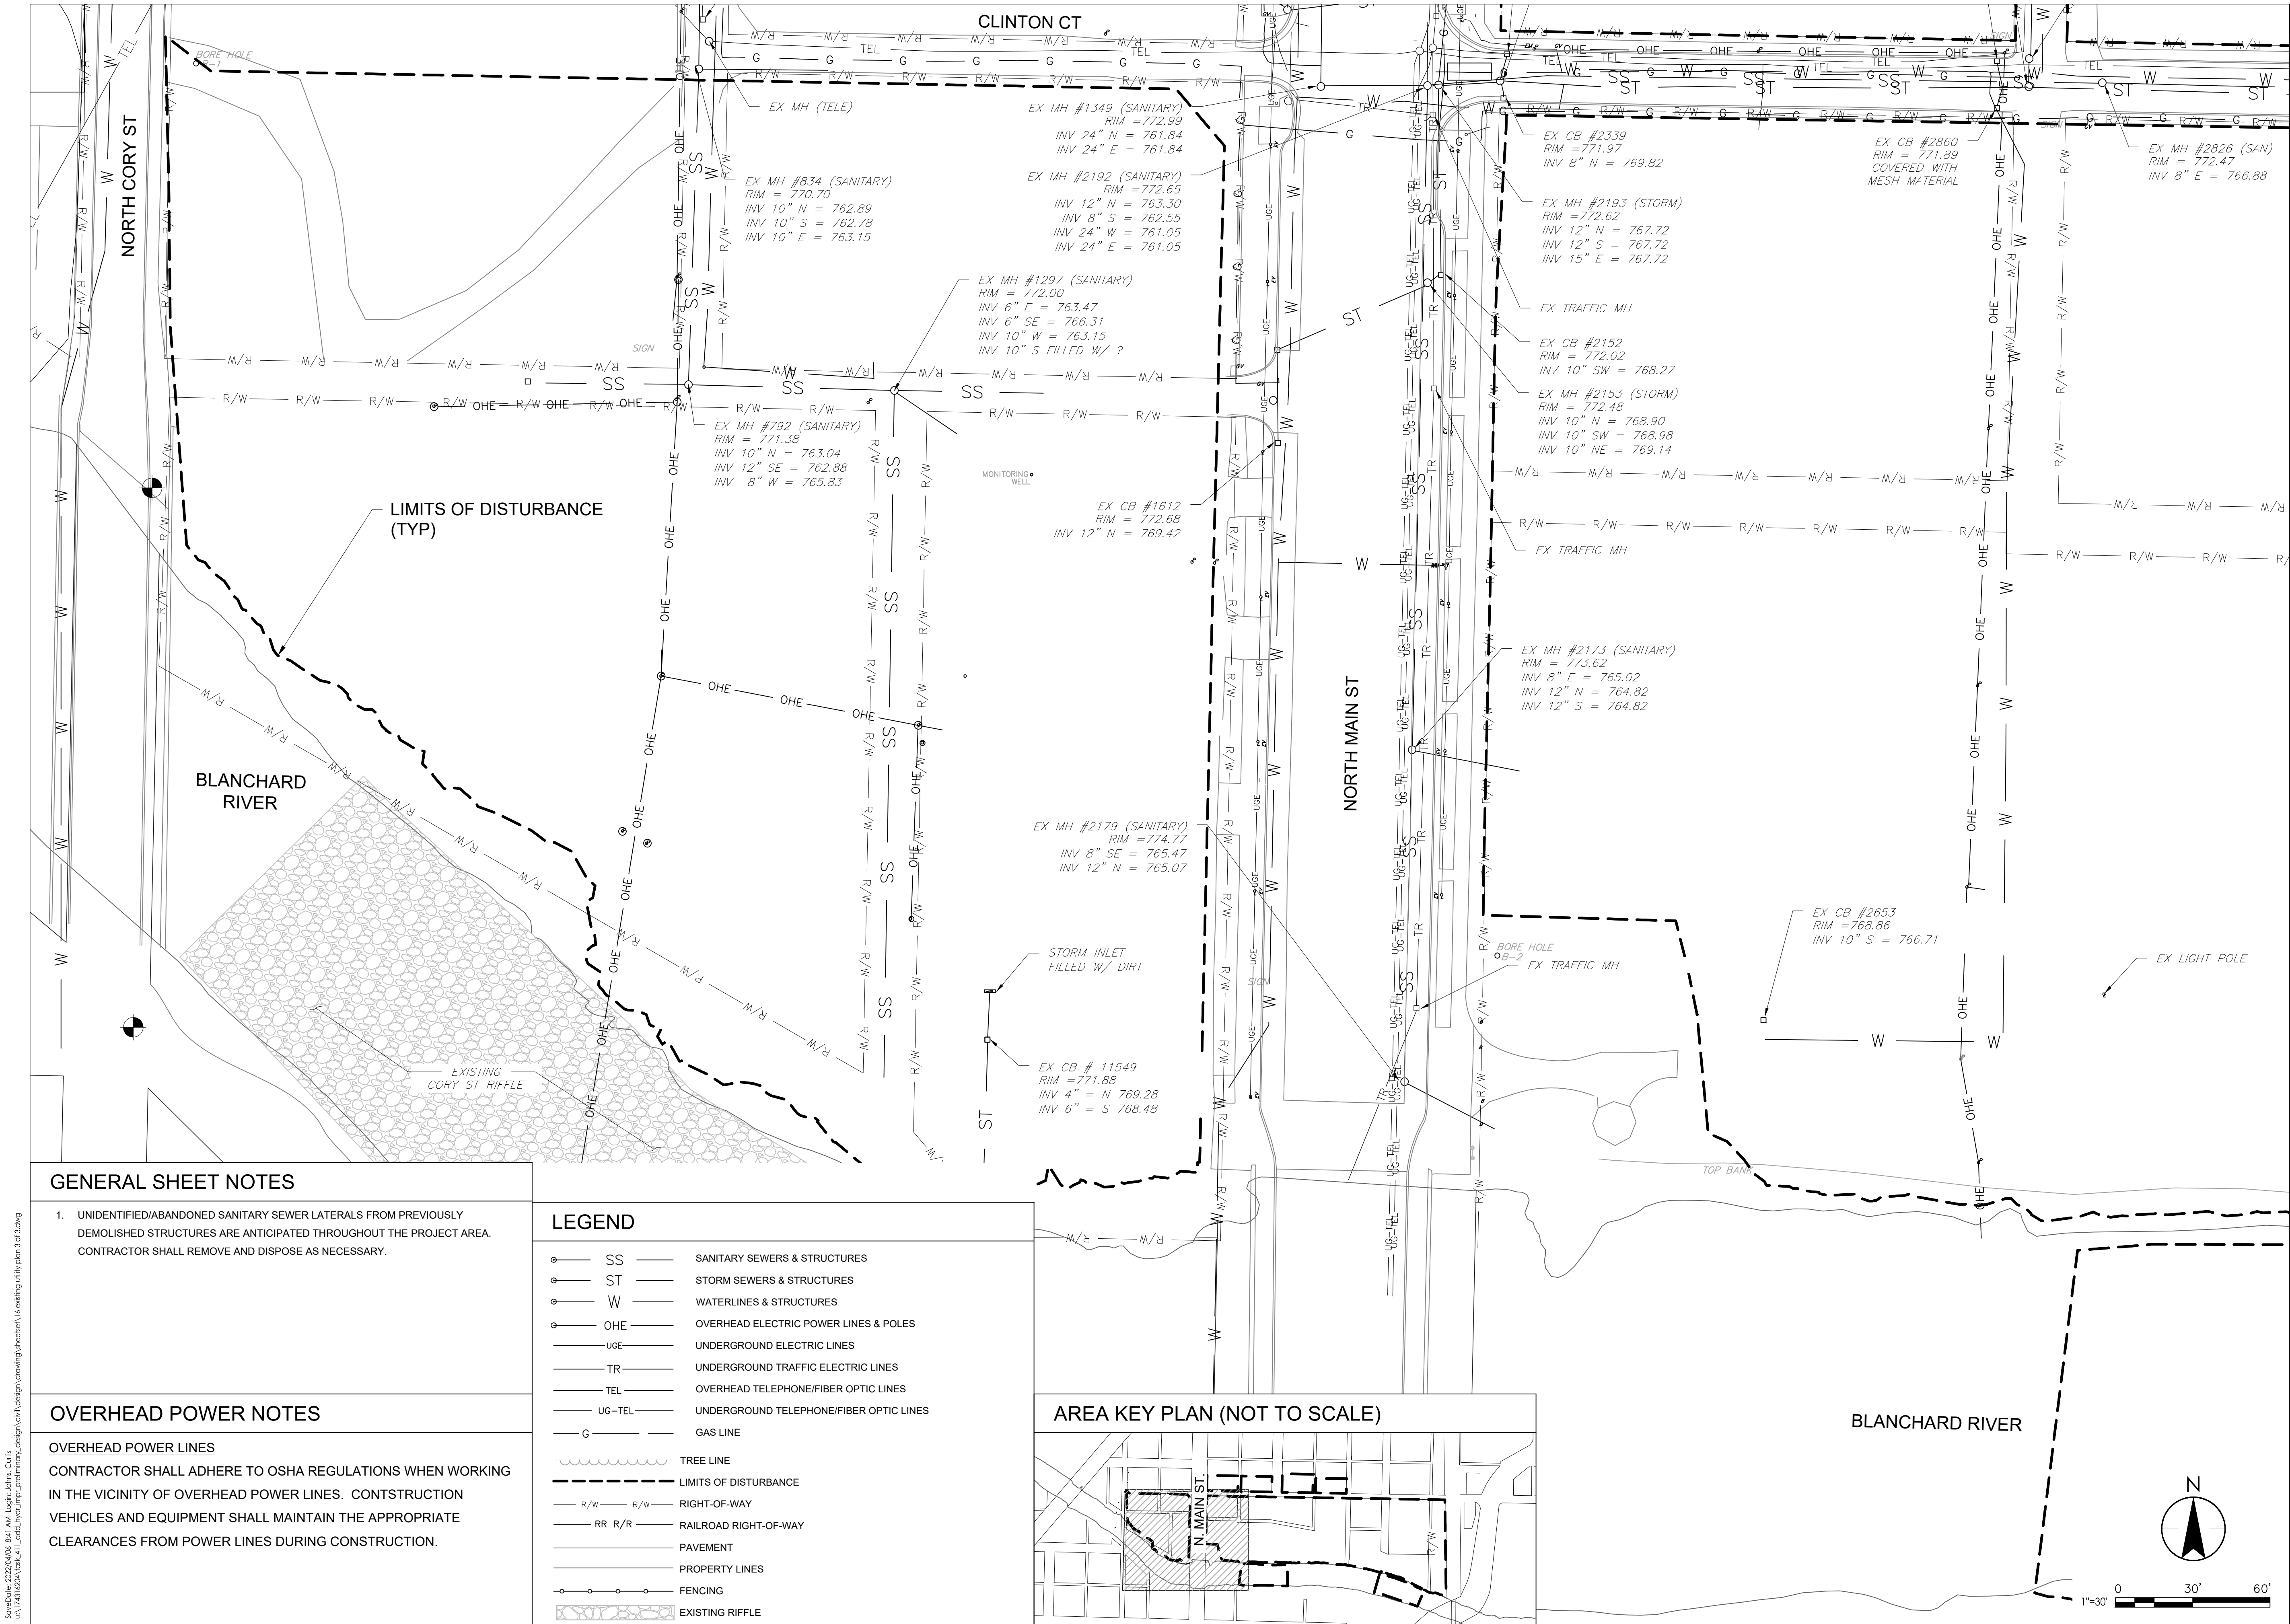 CLINTON CT
NORTH CORY ST
BORE HOLE
B-1
EX MH (TELE)
EX MH #834 (SANITARY)
RIM = 770.70
INV 10" N = 762.89
INV 10" S = 762.78
INV 10" E = 763.15
EX MH #1349 (SANITARY)
RIM =772.99
INV 24" N = 761.84
INV 24" E = 761.84
EX MH #2192 (SANITARY)
RIM =772.65
INV 12" N = 763.30
INV 8" S = 762.55
INV 24" W = 761.05
INV 24" E = 761.05
EX MH #1297 (SANITARY)
RIM = 772.00
INV 6" E = 763.47
INV 6" SE = 766.31
INV 10" W = 763.15
INV 10" S FILLED W/ ?
EX CB #2339
RIM =771.97
INV 8" N = 769.82
EX CB #2860
RIM = 771.89
COVERED WITH
MESH MATERIAL
EX MH #2826 (SAN)
RIM = 772.47
INV 8" E = 766.88
EX MH #2193 (STORM)
RIM =772.62
INV 12" N = 767.72
INV 12" S = 767.72
INV 15" E = 767.72
EX TRAFFIC MH
EX CB #2152
RIM = 772.02
INV 10" SW = 768.27
EX MH #2153 (STORM)
RIM = 772.48
INV 10" N = 768.90
INV 10" SW = 768.98
INV 10" NE = 769.14
SIGN
EX MH #792 (SANITARY)
RIM = 771.38
INV 10" N = 763.04
INV 12" SE = 762.88
INV 8" W = 765.83
MONITORING
WELL
LIMITS OF DISTURBANCE
(TYP)
EX CB #1612
RIM = 772.68
INV 12" N = 769.42
EX TRAFFIC MH
NORTH MAIN ST
EX MH #2173 (SANITARY)
RIM = 773.62
INV 8" E = 765.02
INV 12" N = 764.82
INV 12" S = 764.82
BLANCHARD
RIVER
EX MH #2179 (SANITARY)
RIM =774.77
INV 8" SE = 765.47
INV 12" N = 765.07
STORM INLET
FILLED W/ DIRT
SIGN
BORE HOLE
B-2
EX TRAFFIC MH
EX CB #2653
RIM =768.86
INV 10" S = 766.71
EX LIGHT POLE
EXISTING
CORY ST RIFFLE
EX CB # 11549
RIM =771.88
INV 4" = N 769.28
INV 6" = S 768.48
TOP BANK
GENERAL SHEET NOTES
1. UNIDENTIFIED/ABANDONED SANITARY SEWER LATERALS FROM PREVIOUSLY
DEMOLISHED STRUCTURES ARE ANTICIPATED THROUGHOUT THE PROJECT AREA.
CONTRACTOR SHALL REMOVE AND DISPOSE AS NECESSARY.
OVERHEAD POWER NOTES
OVERHEAD POWER LINES
CONTRACTOR SHALL ADHERE TO OSHA REGULATIONS WHEN WORKING
IN THE VICINITY OF OVERHEAD POWER LINES. CONTSTRUCTION
VEHICLES AND EQUIPMENT SHALL MAINTAIN THE APPROPRIATE
CLEARANCES FROM POWER LINES DURING CONSTRUCTION.
LEGEND
SS SANITARY SEWERS & STRUCTURES
ST STORM SEWERS & STRUCTURES
W WATERLINES & STRUCTURES
OHE OVERHEAD ELECTRIC POWER LINES & POLES
UGE UNDERGROUND ELECTRIC LINES
TR UNDERGROUND TRAFFIC ELECTRIC LINES
TEL OVERHEAD TELEPHONE/FIBER OPTIC LINES
UG-TEL UNDERGROUND TELEPHONE/FIBER OPTIC LINES
G GAS LINE
TREE LINE
LIMITS OF DISTURBANCE
R/W R/W RIGHT-OF-WAY
RR R/R RAILROAD RIGHT-OF-WAY
PAVEMENT
PROPERTY LINES
FENCING
EXISTING RIFFLE
AREA KEY PLAN (NOT TO SCALE)
N. MAIN ST.
R/W
BLANCHARD RIVER
N
1"=30'
0 30' 60'
SaveDate: 2022/04/06 8:41 AM Login: Johns, Curtis